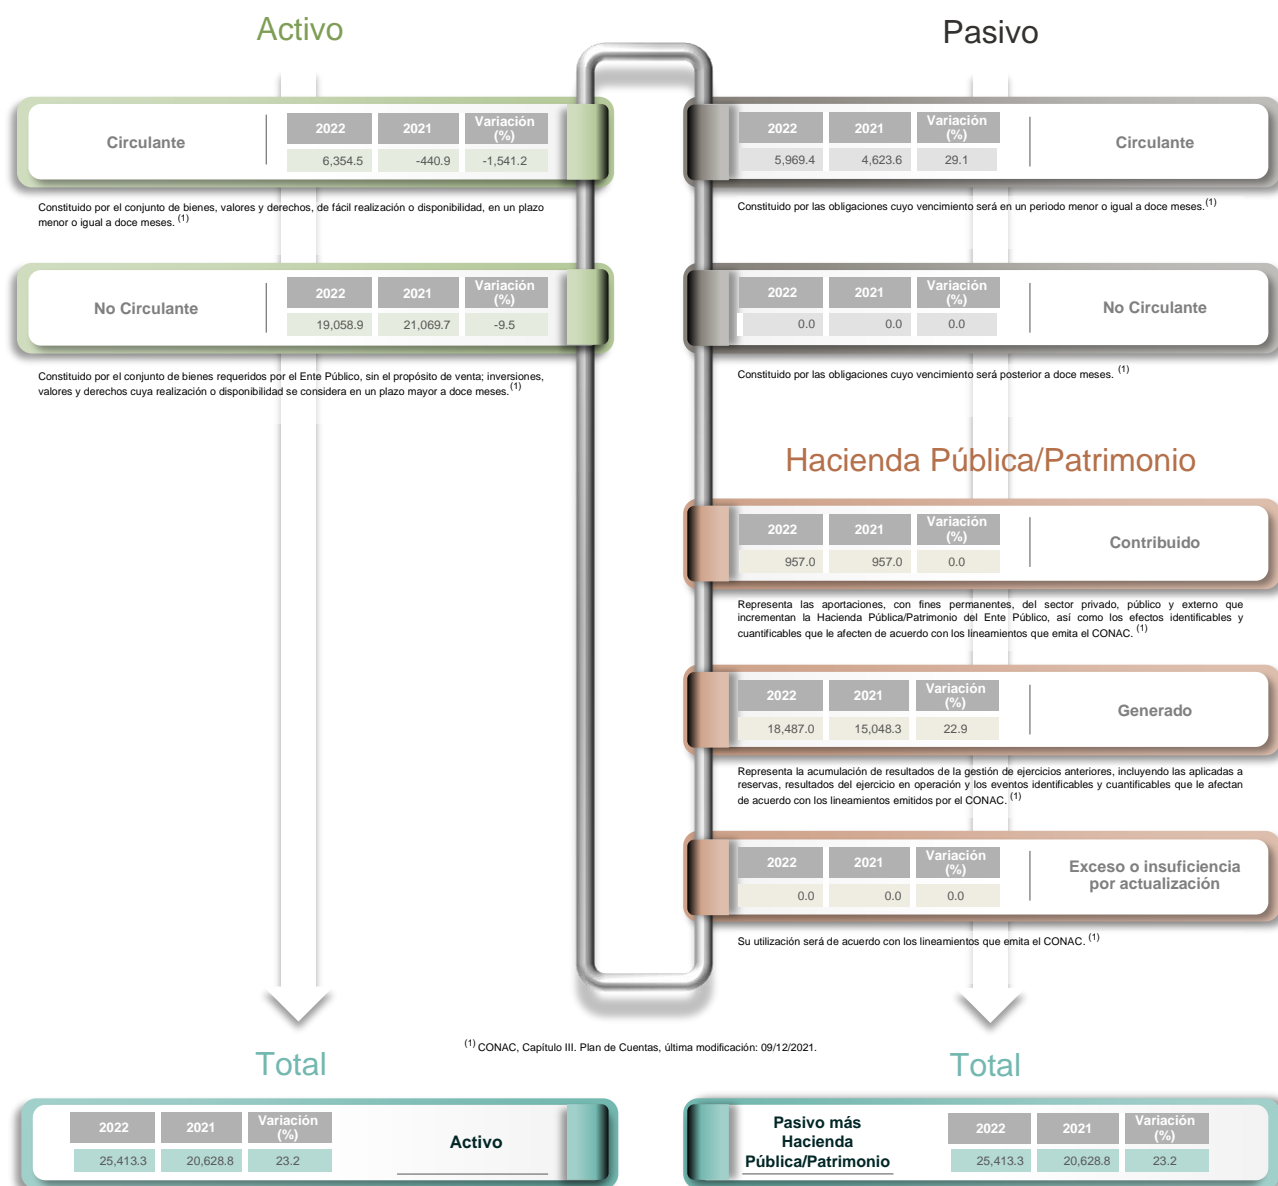 Activo
Circulante
2022 2021 Variación (%)
6,354.5 -440.9 -1,541.2
Constituido por el conjunto de bienes, valores y derechos, de fácil realización o disponibilidad, en un plazo
menor o igual a doce meses. (1)
No Circulante
2022 2021 Variación (%)
19,058.9 21,069.7 -9.5
Constituido por el conjunto de bienes requeridos por el Ente Público, sin el propósito de venta; inversiones,
valores y derechos cuya realización o disponibilidad se considera en un plazo mayor a doce meses. (1)
Pasivo
2022 2021 Variación (%)
5,969.4 4,623.6 29.1
Circulante
Constituido por las obligaciones cuyo vencimiento será en un periodo menor o igual a doce meses. (1)
2022 2021 Variación (%)
0.0 0.0 0.0
No Circulante
Constituido por las obligaciones cuyo vencimiento será posterior a doce meses. (1)
Hacienda Pública/Patrimonio
2022 2021 Variación (%)
957.0 957.0 0.0
Contribuido
Representa las aportaciones, con fines permanentes, del sector privado, público y externo que
incrementan la Hacienda Pública/Patrimonio del Ente Público, así como los efectos identificables y
cuantificables que le afecten de acuerdo con los lineamientos que emita el CONAC. (1)
2022 2021 Variación (%)
18,487.0 15,048.3 22.9
Generado
Representa la acumulación de resultados de la gestión de ejercicios anteriores, incluyendo las aplicadas a
reservas, resultados del ejercicio en operación y los eventos identificables y cuantificables que le afectan
de acuerdo con los lineamientos emitidos por el CONAC. (1)
2022 2021 Variación (%)
0.0 0.0 0.0
Exceso o insuficiencia
por actualización
Su utilización será de acuerdo con los lineamientos que emita el CONAC. (1)
(1) CONAC, Capítulo III. Plan de Cuentas, última modificación: 09/12/2021.
Total
2022 2021 Variación (%)
25,413.3 20,628.8 23.2
Activo
Total
Pasivo más
Hacienda
Pública/Patrimonio
2022 2021 Variación (%)
25,413.3 20,628.8 23.2